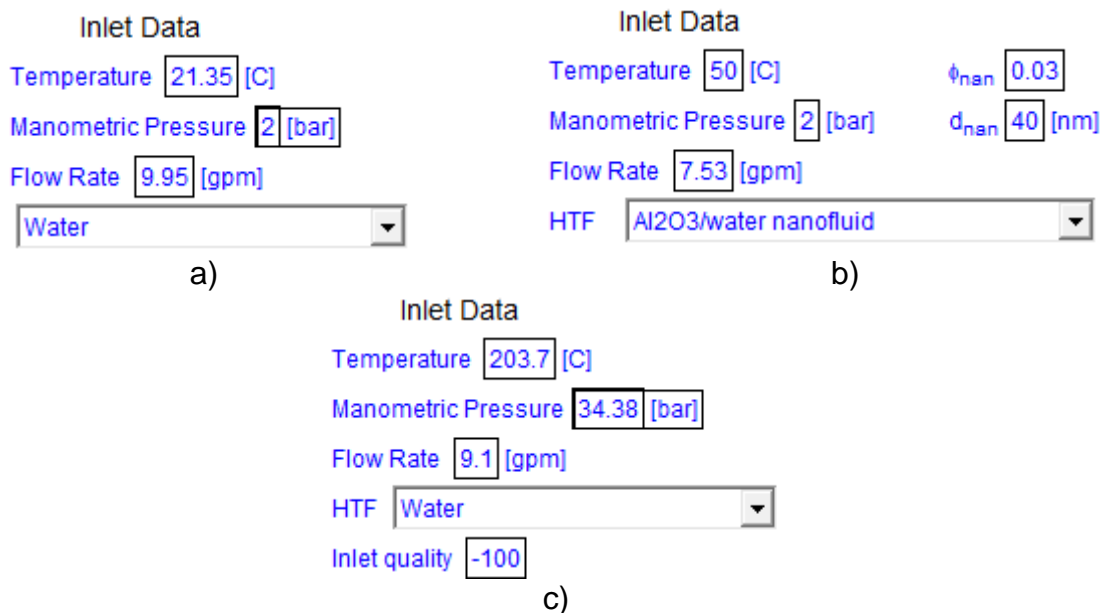 Inlet Data
Temperature 21.35 [C]
Manometric Pressure 2 [bar]
Flow Rate 9.95 [gpm]
Water
a)
Inlet Data
Temperature 50 [C] ϕnan 0.03
Manometric Pressure 2 [bar] dnan 40 [nm]
Flow Rate 7.53 [gpm]
HTF Al2O3/water nanofluid
b)
Inlet Data
Temperature 203.7 [C]
Manometric Pressure 34.38 [bar]
Flow Rate 9.1 [gpm]
HTF Water
Inlet quality -100
c)